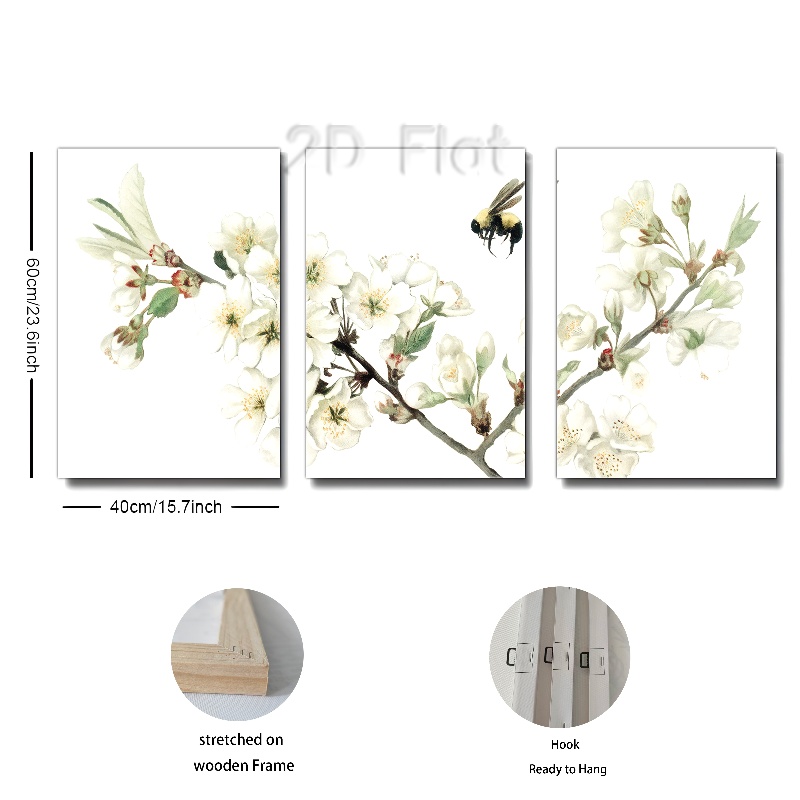 2D Flat
60cm/23.6inch
40cm/15.7inch
stretched on
wooden Frame
Hook
Ready to Hang